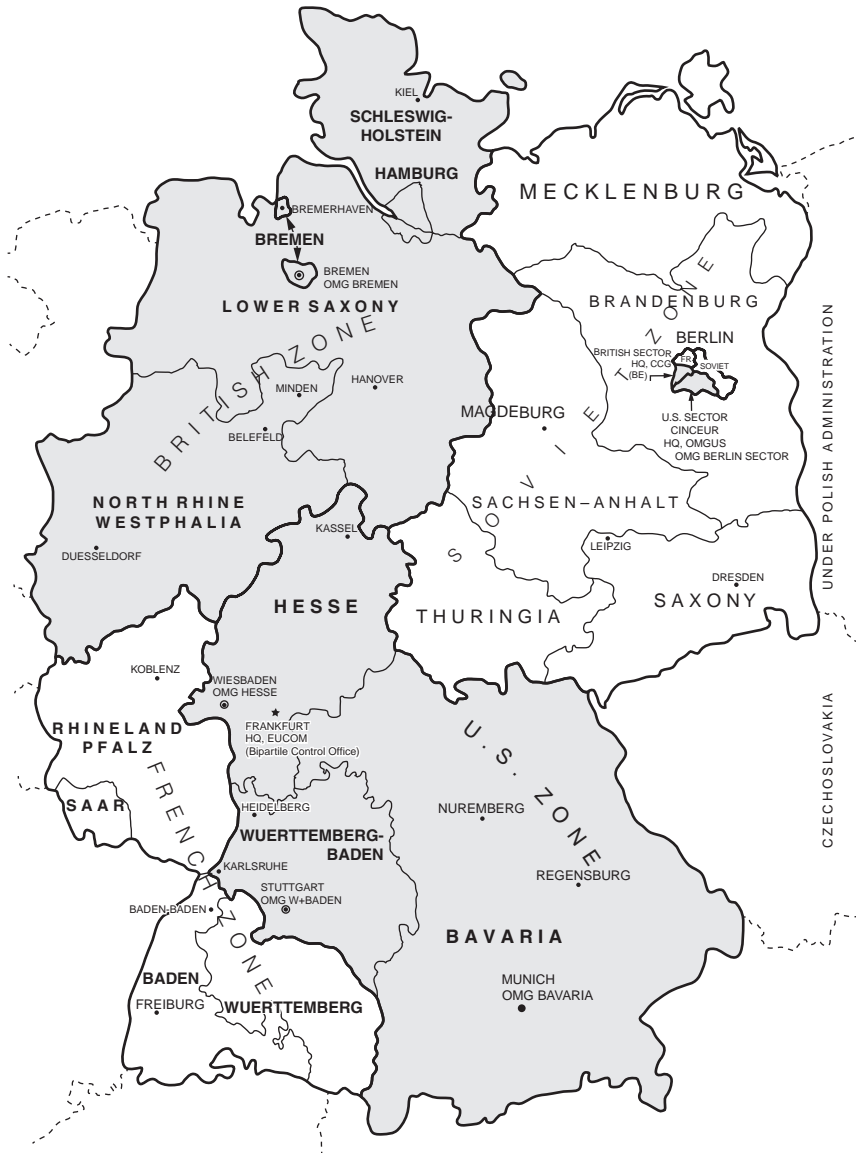 KIEL
SCHLESWIG-
HOLSTEIN
HAMBURG
MECKLENBURG
BREMERHAVEN
BREMEN
BREMEN
OMG BREMEN
LOWER SAXONY
BRITISH ZONE
MINDEN
HANOVER
BELEFELD
BRANDENBURG
SOVIET ZONE
BERLIN
BRITISH SECTOR
HQ, CCG
(BE)
FR
SOVIET
U.S. SECTOR
CINCEUR
HQ, OMGUS
OMG BERLIN SECTOR
MAGDEBURG
UNDER POLISH ADMINISTRATION
NORTH RHINE
WESTPHALIA
DUESSELDORF
KASSEL
SACHSEN–ANHALT
LEIPZIG
DRESDEN
HESSE
THURINGIA
SAXONY
KOBLENZ
WIESBADEN
OMG HESSE
FRANKFURT
HQ, EUCOM
(Bipartile Control Office)
RHINELAND
PFALZ
SAAR
FRENCH ZONE
U.S. ZONE
CZECHOSLOVAKIA
HEIDELBERG
NUREMBERG
WUERTTEMBERG-
BADEN
KARLSRUHE
STUTTGART
OMG W+BADEN
REGENSBURG
BADEN-BADEN
BAVARIA
BADEN
FREIBURG
WUERTTEMBERG
MUNICH
OMG BAVARIA